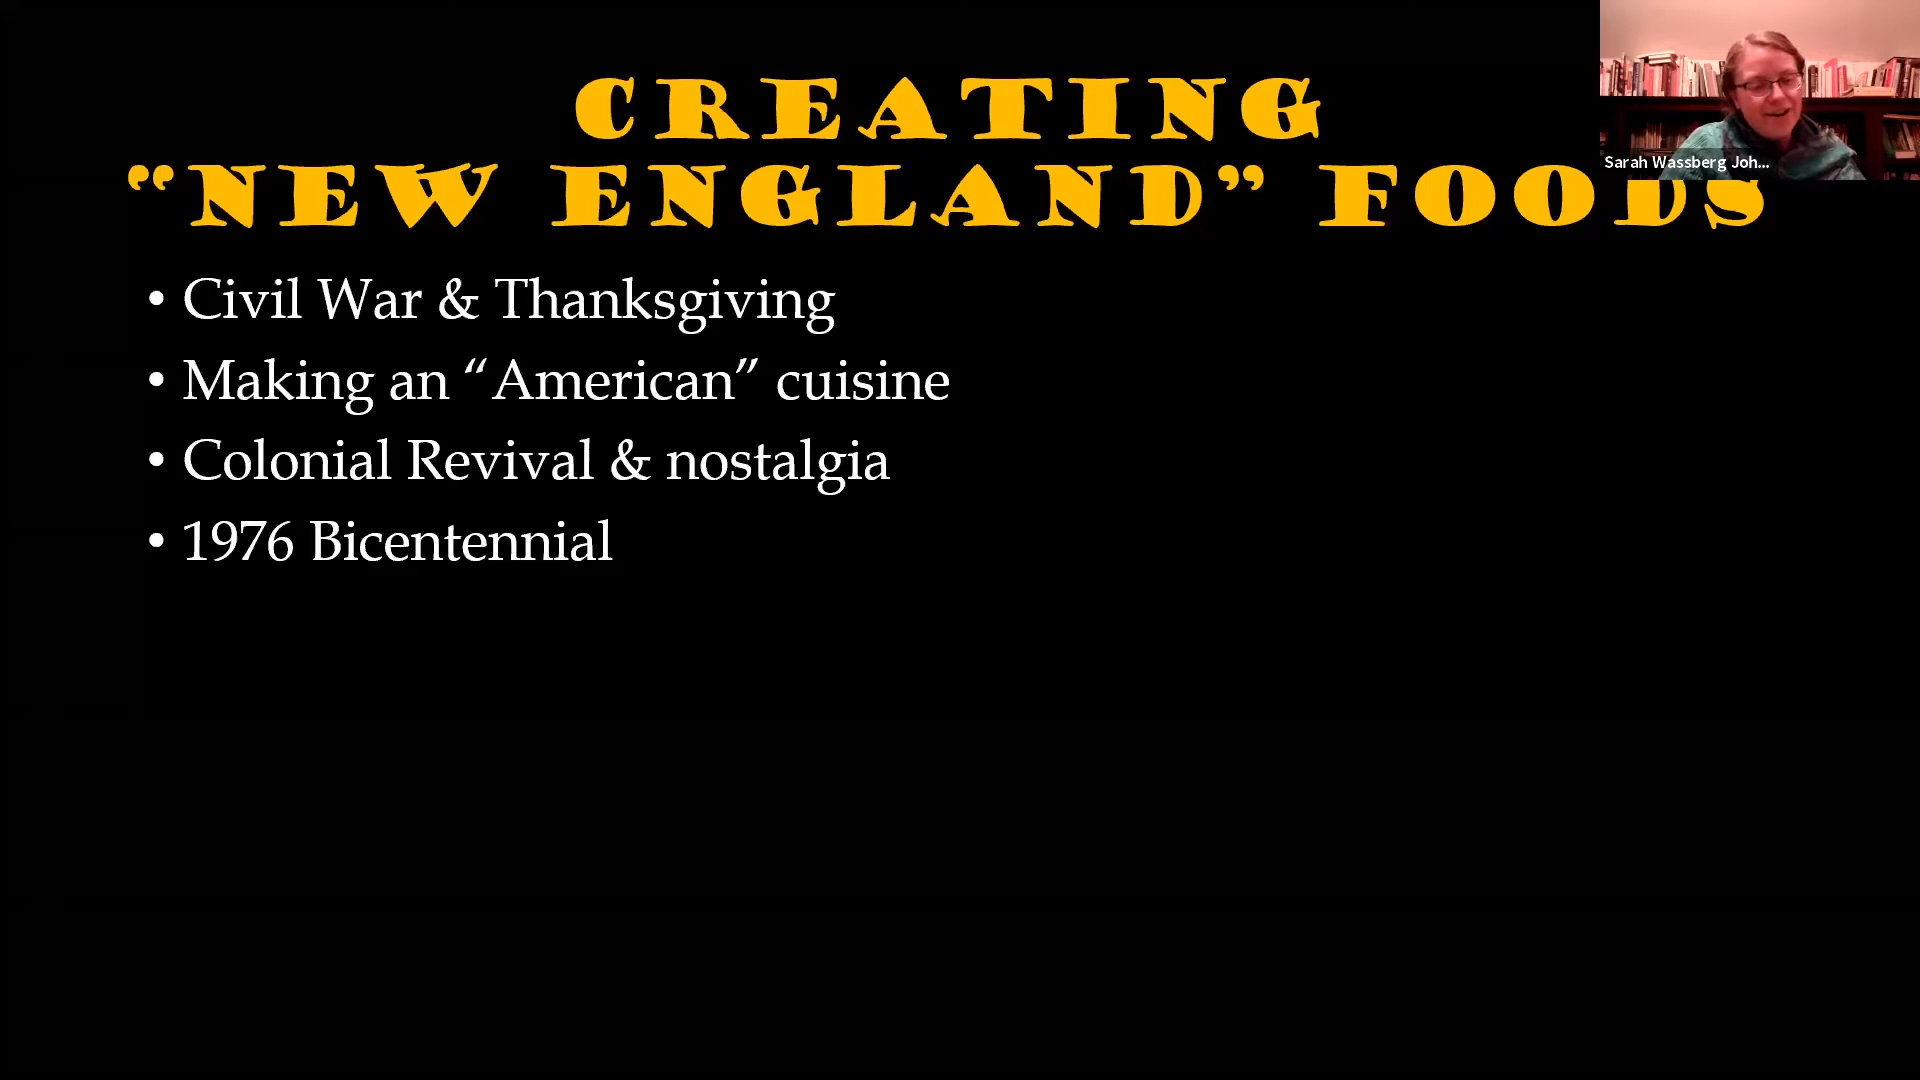 CREATING
“NEW ENGLAND” FOODS
Sarah Wassberg Joh...
• Civil War & Thanksgiving
• Making an “American” cuisine
• Colonial Revival & nostalgia
• 1976 Bicentennial